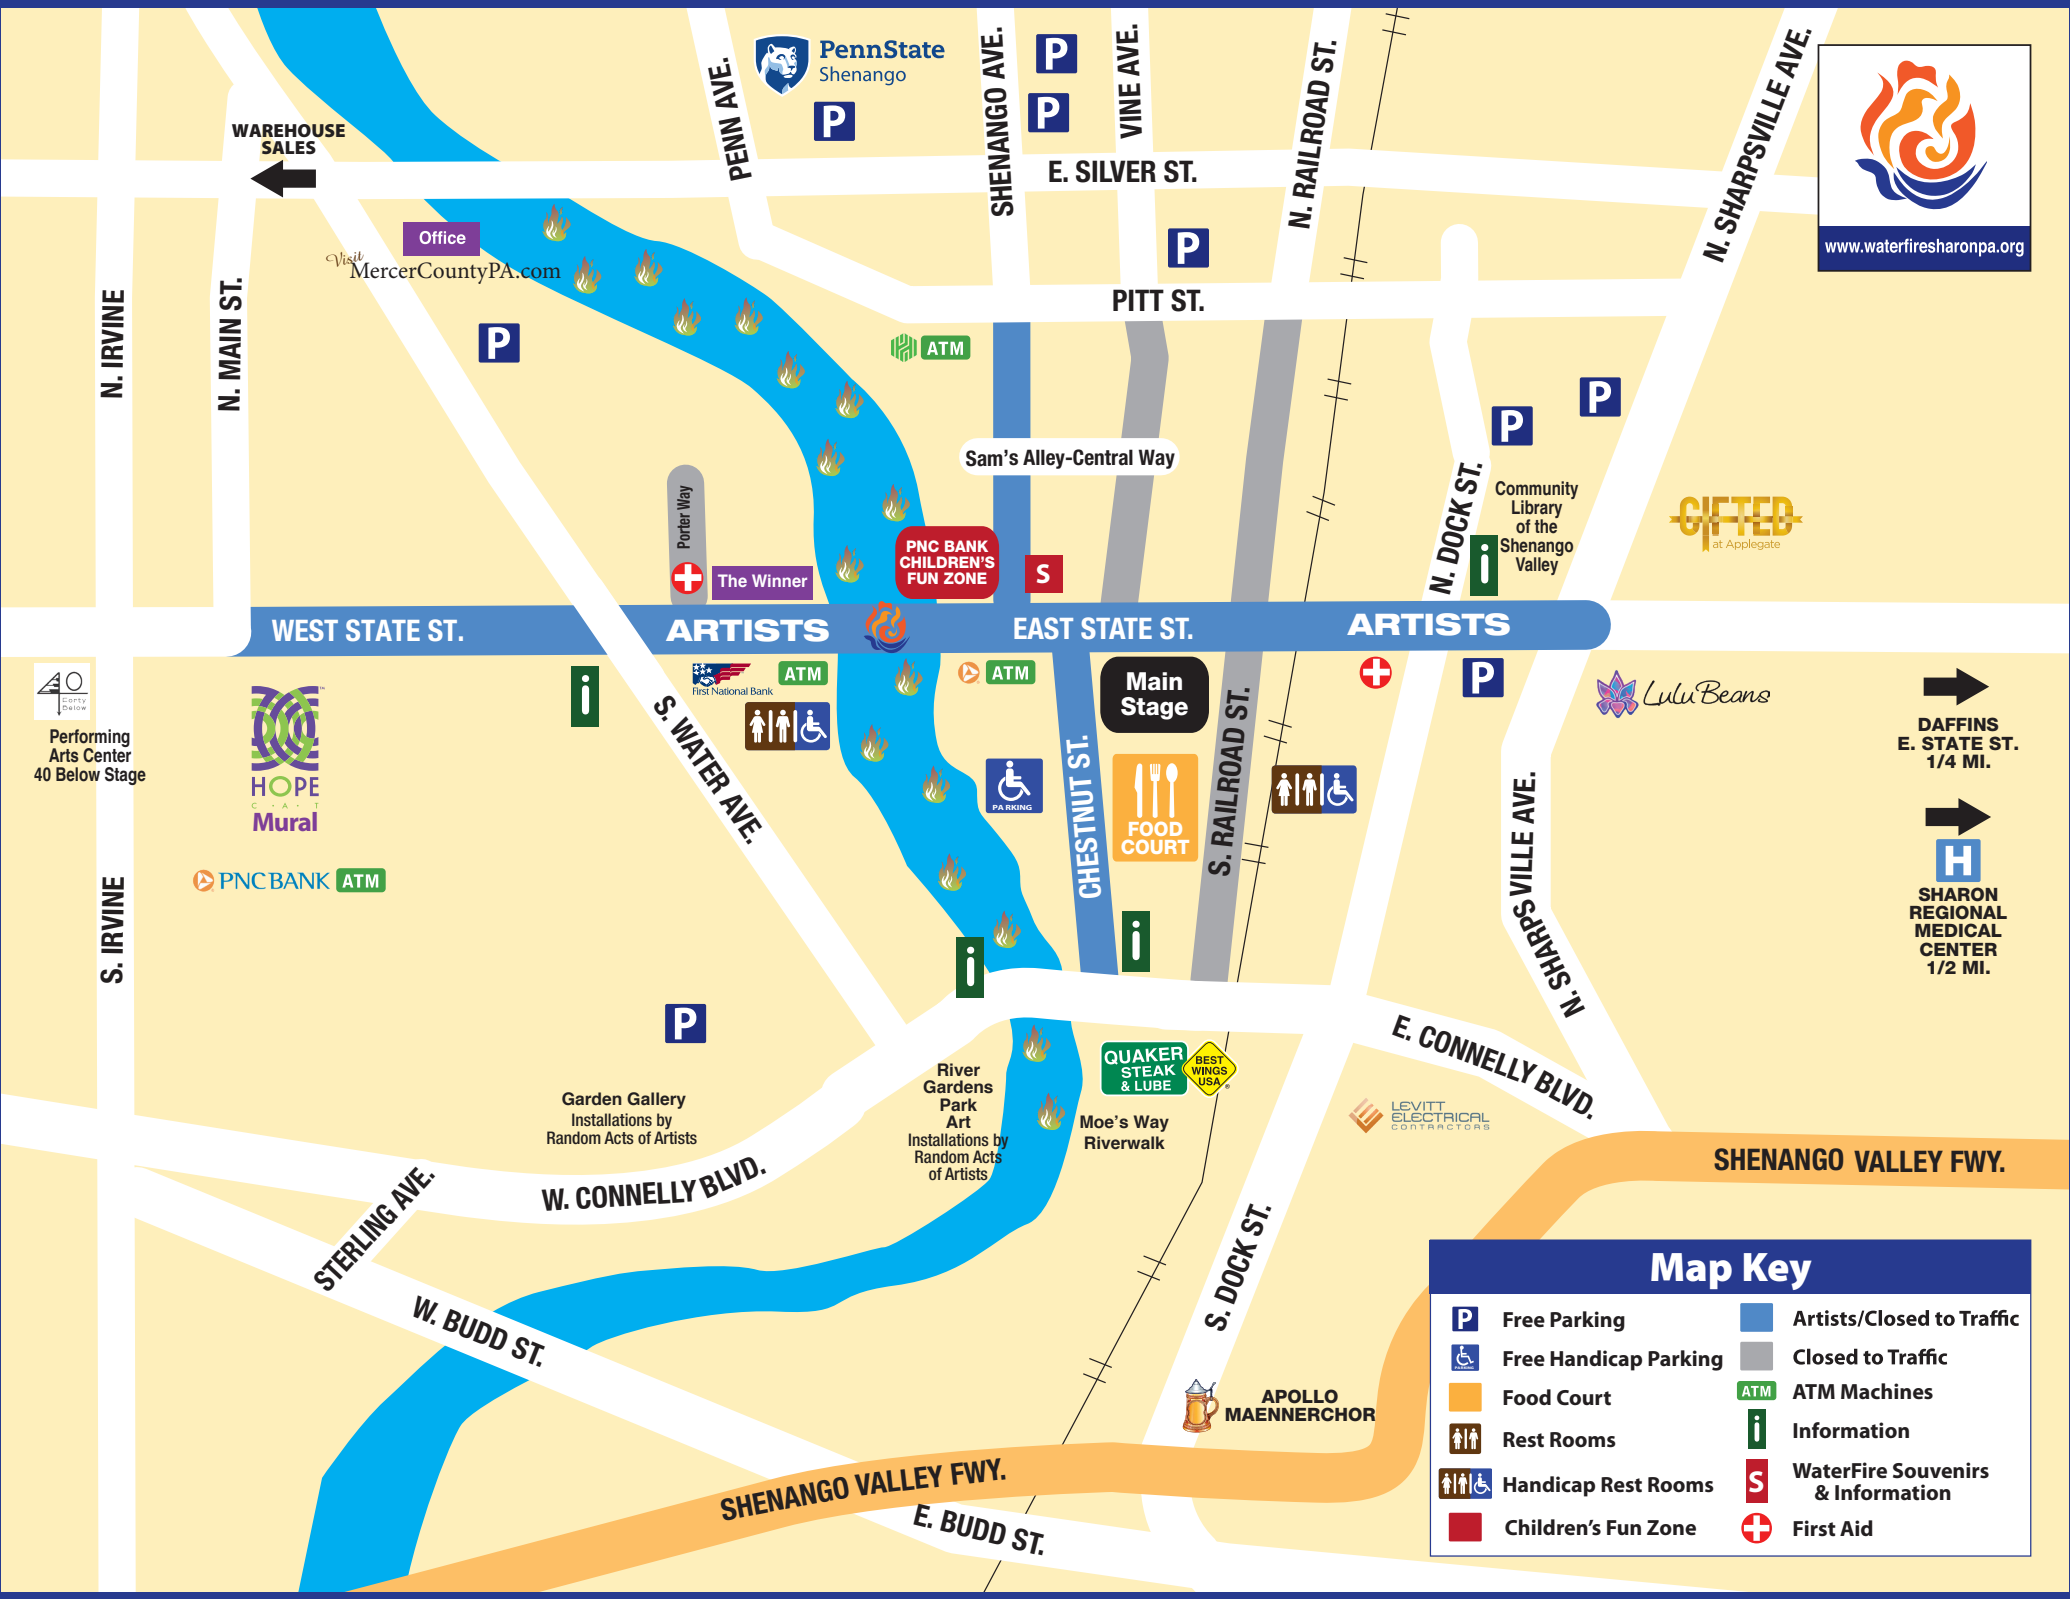 PennState
Shenango
P
P
P
P
PENN AVE.
SHENANGO AVE.
VINE AVE.
N. RAILROAD ST.
N. SHARPSVILLE AVE.
www.waterfiresharonpa.org
WAREHOUSE
SALES
E. SILVER ST.
Office
Visit
MercerCountyPA.com
P
PITT ST.
N. IRVINE
N. MAIN ST.
ATM
P
P
Sam's Alley-Central Way
Porter Way
The Winner
PNC BANK
CHILDREN'S
FUN ZONE
S
N. DOCK ST.
Community
Library
of the
Shenango
Valley
i
GIFTED
at Applegate
WEST STATE ST.
ARTISTS
EAST STATE ST.
ARTISTS
40
Forty
Below
Performing
Arts Center
40 Below Stage
HOPE
C · A · T
Mural
i
First National Bank
ATM
ATM
Main
Stage
P
LuluBeans
DAFFINS
E. STATE ST.
1/4 MI.
S. WATER AVE.
PARKING
CHESTNUT ST.
FOOD
COURT
S. RAILROAD ST.
N. SHARPSVILLE AVE.
H
SHARON
REGIONAL
MEDICAL
CENTER
1/2 MI.
PNC BANK ATM
S. IRVINE
i
i
P
N. SHARPS
E. CONNELLY BLVD.
Garden Gallery
Installations by
Random Acts of Artists
River
Gardens
Park
Art
Installations by
Random Acts
of Artists
QUAKER
STEAK
& LUBE
BEST
WINGS
USA
®
Moe's Way
Riverwalk
LEVITT
ELECTRICAL
CONTRACTORS
W. CONNELLY BLVD.
STERLING AVE.
SHENANGO VALLEY FWY.
W. BUDD ST.
S. DOCK ST.
APOLLO
MAENNERCHOR
SHENANGO VALLEY FWY.
E. BUDD ST.
Map Key
P Free Parking
PARKING Free Handicap Parking
Food Court
Rest Rooms
Handicap Rest Rooms
Children's Fun Zone
Artists/Closed to Traffic
Closed to Traffic
ATM ATM Machines
i Information
S WaterFire Souvenirs
& Information
First Aid